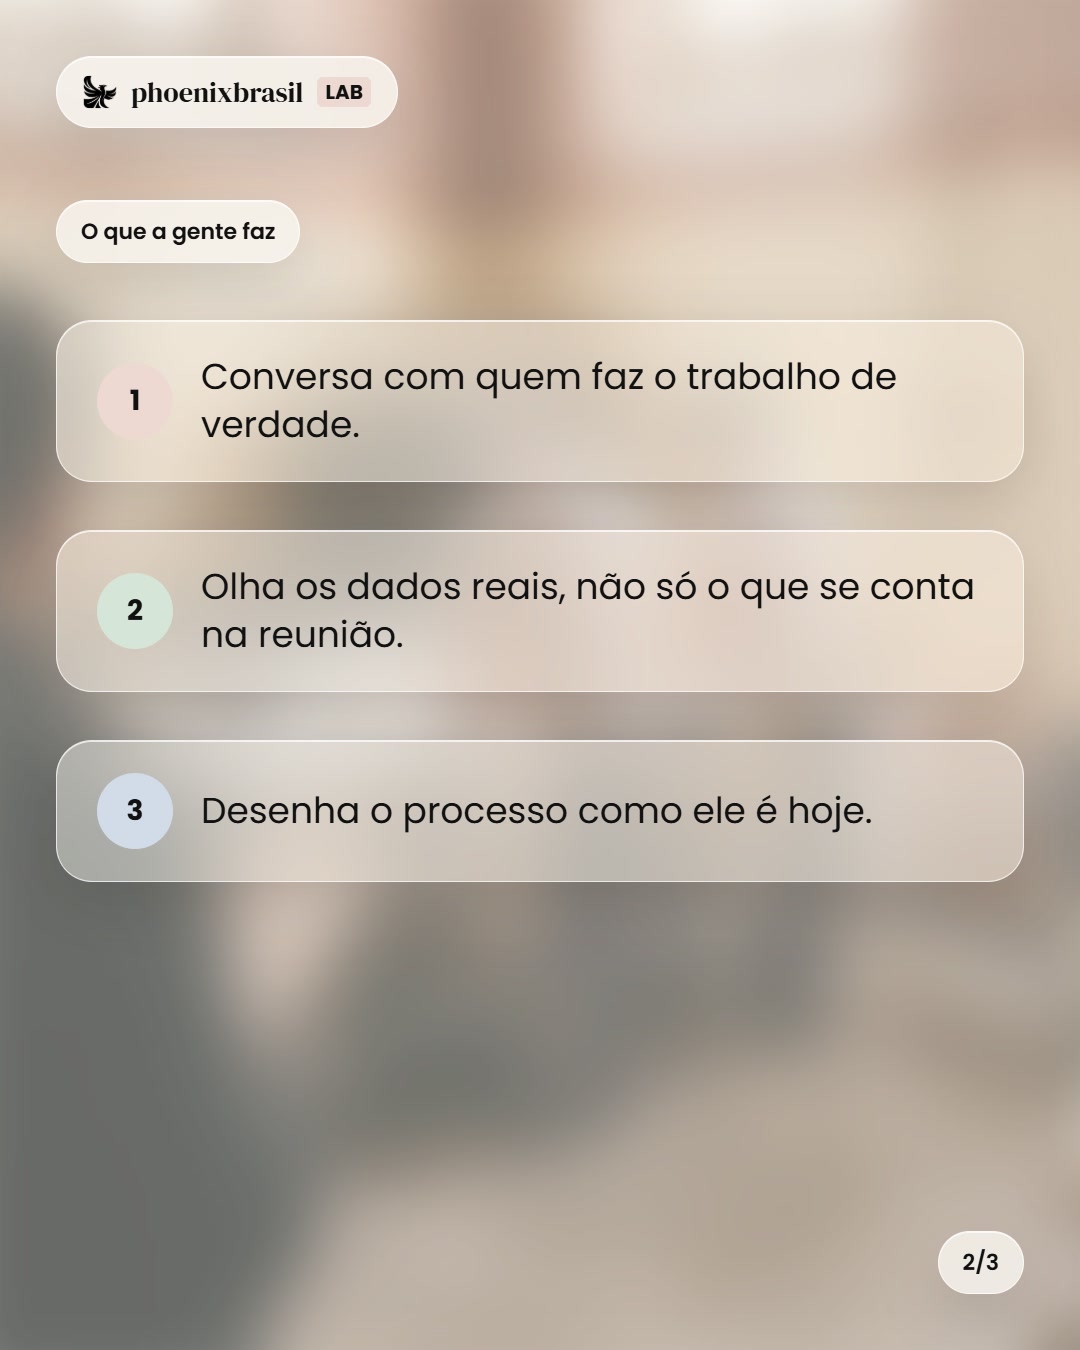 phoenixbrasil LAB
O que a gente faz
1
Conversa com quem faz o trabalho de
verdade.
2
Olha os dados reais, não só o que se conta
na reunião.
3
Desenha o processo como ele é hoje.
2/3